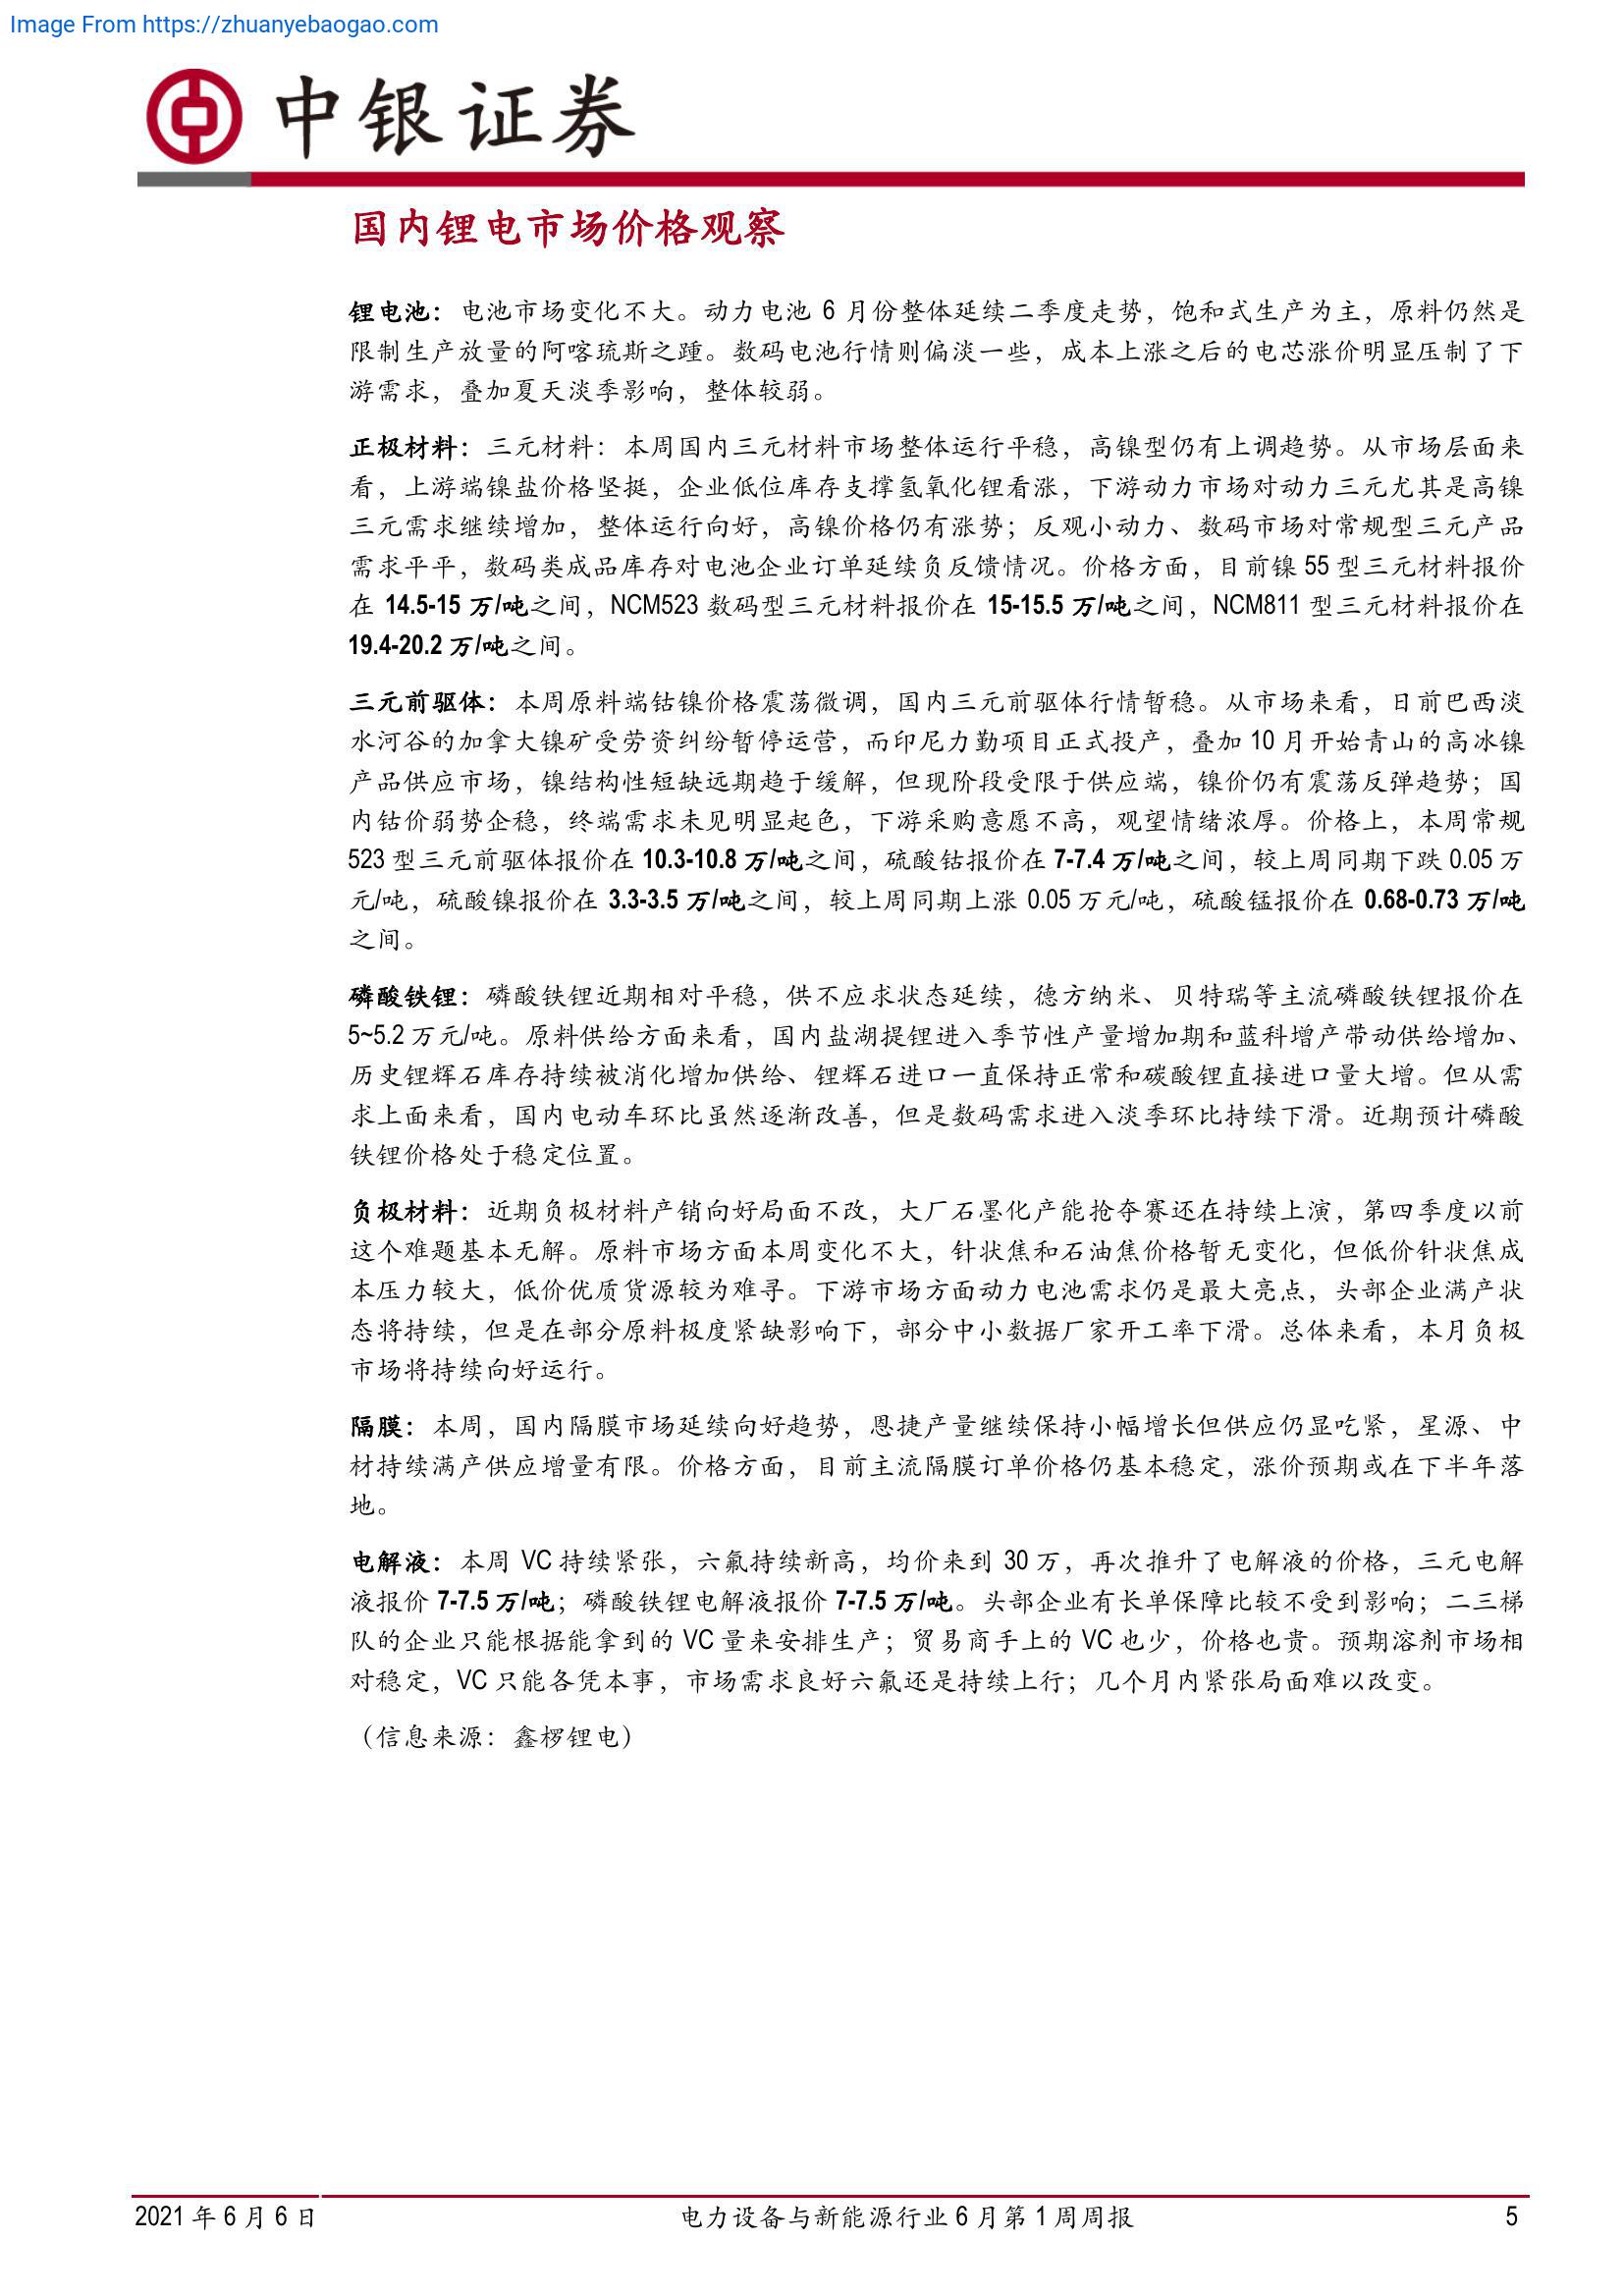 Image From https://zhuanyebaogao.com
中银证券
国内锂电市场价格观察
锂电池：电池市场变化不大。动力电池 6 月份整体延续二季度走势，饱和式生产为主，原料仍然是
限制生产放量的阿喀琉斯之踵。数码电池行情则偏淡一些，成本上涨之后的电芯涨价明显压制了下
游需求，叠加夏天淡季影响，整体较弱。
正极材料：三元材料：本周国内三元材料市场整体运行平稳，高镍型仍有上调趋势。从市场层面来
看，上游端镍盐价格坚挺，企业低位库存支撑氢氧化锂看涨，下游动力市场对动力三元尤其是高镍
三元需求继续增加，整体运行向好，高镍价格仍有涨势；反观小动力、数码市场对常规型三元产品
需求平平，数码类成品库存对电池企业订单延续负反馈情况。价格方面，目前镍 55 型三元材料报价
在 14.5-15 万/吨之间，NCM523 数码型三元材料报价在 15-15.5 万/吨之间，NCM811 型三元材料报价在
19.4-20.2 万/吨之间。
三元前驱体：本周原料端钴镍价格震荡微调，国内三元前驱体行情暂稳。从市场来看，日前巴西淡
水河谷的加拿大镍矿受劳资纠纷暂停运营，而印尼力勤项目正式投产，叠加 10 月开始青山的高冰镍
产品供应市场，镍结构性短缺远期趋于缓解，但现阶段受限于供应端，镍价仍有震荡反弹趋势；国
内钴价弱势企稳，终端需求未见明显起色，下游采购意愿不高，观望情绪浓厚。价格上，本周常规
523 型三元前驱体报价在 10.3-10.8 万/吨之间，硫酸钴报价在 7-7.4 万/吨之间，较上周同期下跌 0.05 万
元/吨，硫酸镍报价在 3.3-3.5 万/吨之间，较上周同期上涨 0.05 万元/吨，硫酸锰报价在 0.68-0.73 万/吨
之间。
磷酸铁锂：磷酸铁锂近期相对平稳，供不应求状态延续，德方纳米、贝特瑞等主流磷酸铁锂报价在
5~5.2 万元/吨。原料供给方面来看，国内盐湖提锂进入季节性产量增加期和蓝科增产带动供给增加、
历史锂辉石库存持续被消化增加供给、锂辉石进口一直保持正常和碳酸锂直接进口量大增。但从需
求上面来看，国内电动车环比虽然逐渐改善，但是数码需求进入淡季环比持续下滑。近期预计磷酸
铁锂价格处于稳定位置。
负极材料：近期负极材料产销向好局面不改，大厂石墨化产能抢夺赛还在持续上演，第四季度以前
这个难题基本无解。原料市场方面本周变化不大，针状焦和石油焦价格暂无变化，但低价针状焦成
本压力较大，低价优质货源较为难寻。下游市场方面动力电池需求仍是最大亮点，头部企业满产状
态将持续，但是在部分原料极度紧缺影响下，部分中小数据厂家开工率下滑。总体来看，本月负极
市场将持续向好运行。
隔膜：本周，国内隔膜市场延续向好趋势，恩捷产量继续保持小幅增长但供应仍显吃紧，星源、中
材持续满产供应增量有限。价格方面，目前主流隔膜订单价格仍基本稳定，涨价预期或在下半年落
地。
电解液：本周 VC 持续紧张，六氟持续新高，均价来到 30 万，再次推升了电解液的价格，三元电解
液报价 7-7.5 万/吨；磷酸铁锂电解液报价 7-7.5 万/吨。头部企业有长单保障比较不受到影响；二三梯
队的企业只能根据能拿到的 VC 量来安排生产；贸易商手上的 VC 也少，价格也贵。预期溶剂市场相
对稳定，VC 只能各凭本事，市场需求良好六氟还是持续上行；几个月内紧张局面难以改变。
（信息来源：鑫椤锂电）
2021 年 6 月 6 日 电力设备与新能源行业 6 月第 1 周周报 5